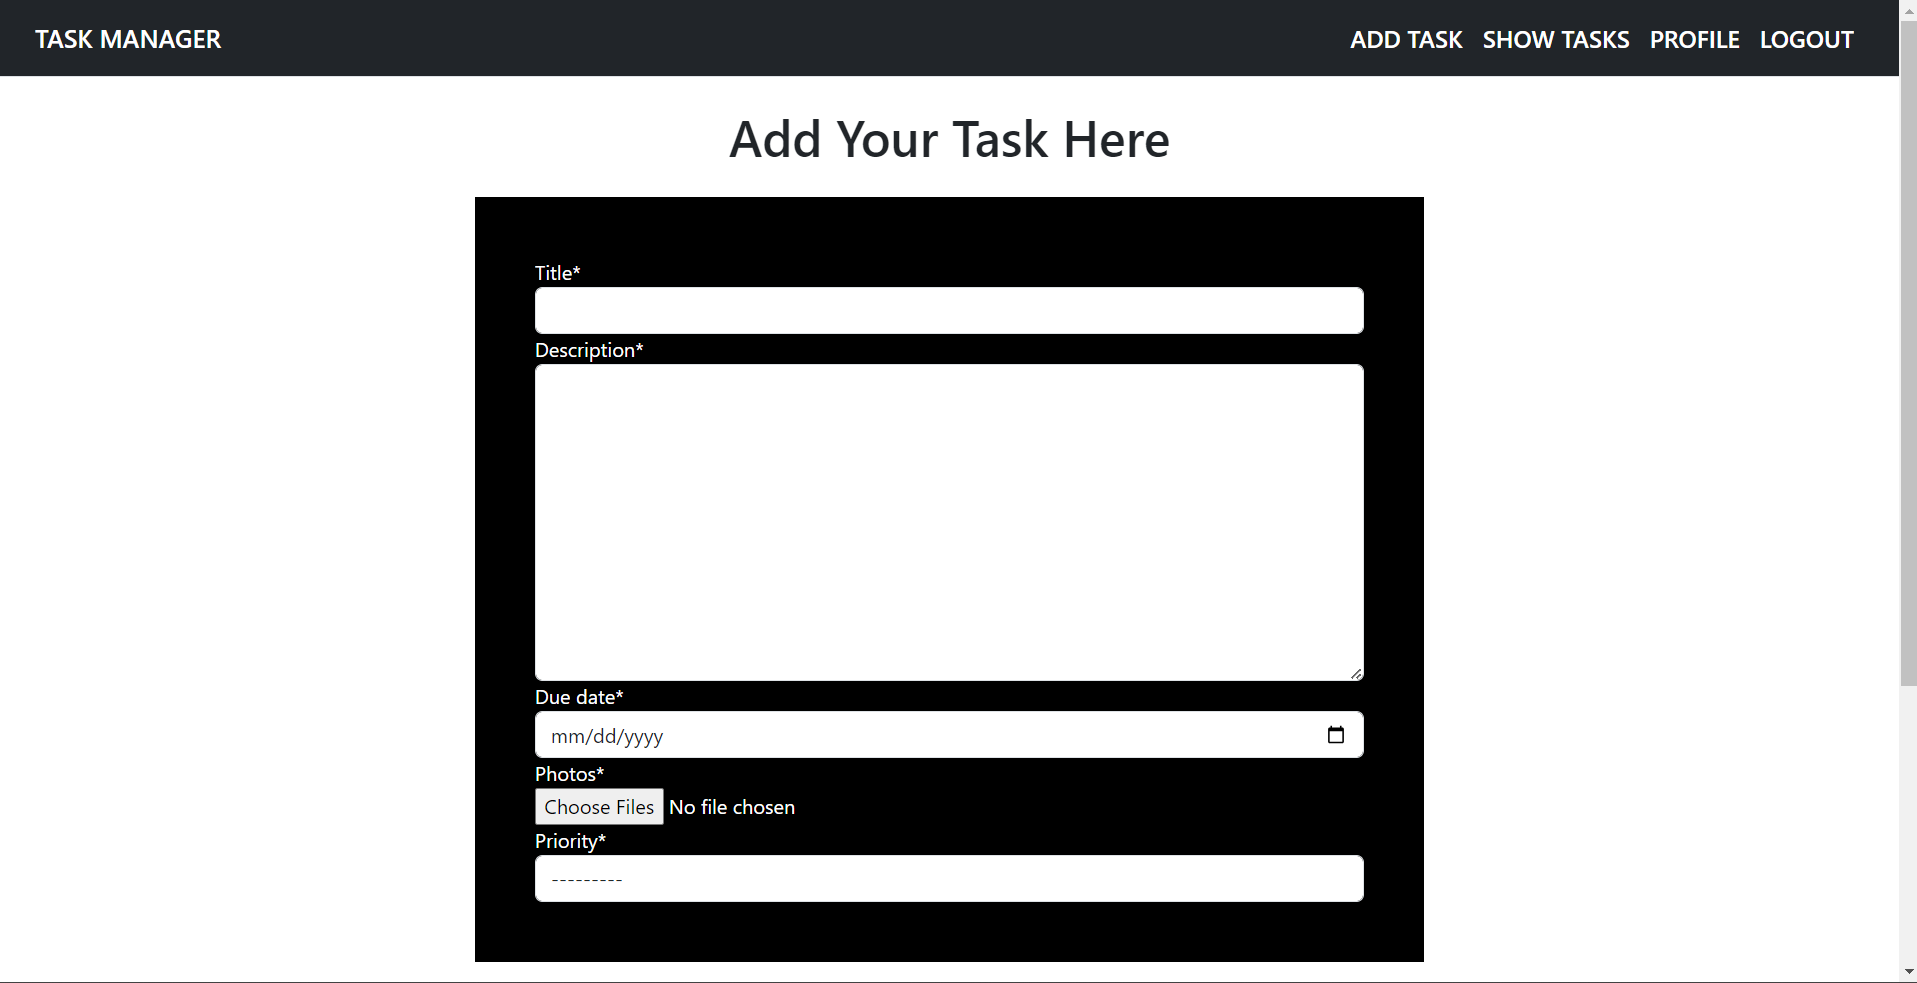 TASK MANAGER ADD TASK SHOW TASKS PROFILE LOGOUT
Add Your Task Here
Title*
Description*
Due date*
mm/dd/yyyy
Photos*
Choose Files No file chosen
Priority*
---------